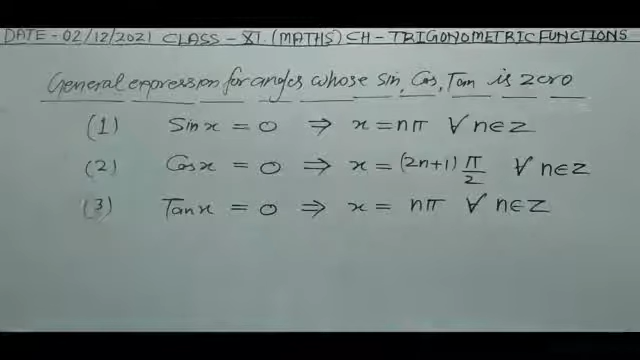 DATE - 02/12/2021 CLASS - XI (MATHS) CH - TRIGONOMETRIC FUNCTIONS
General expression for angles whose Sin, Cos, Tan is zero
(1) Sin x = 0 ⇒ x = nπ ∀ n∈Z
(2) Cos x = 0 ⇒ x = (2n+1) π/2 ∀ n∈Z
(3) Tan x = 0 ⇒ x = nπ ∀ n∈Z